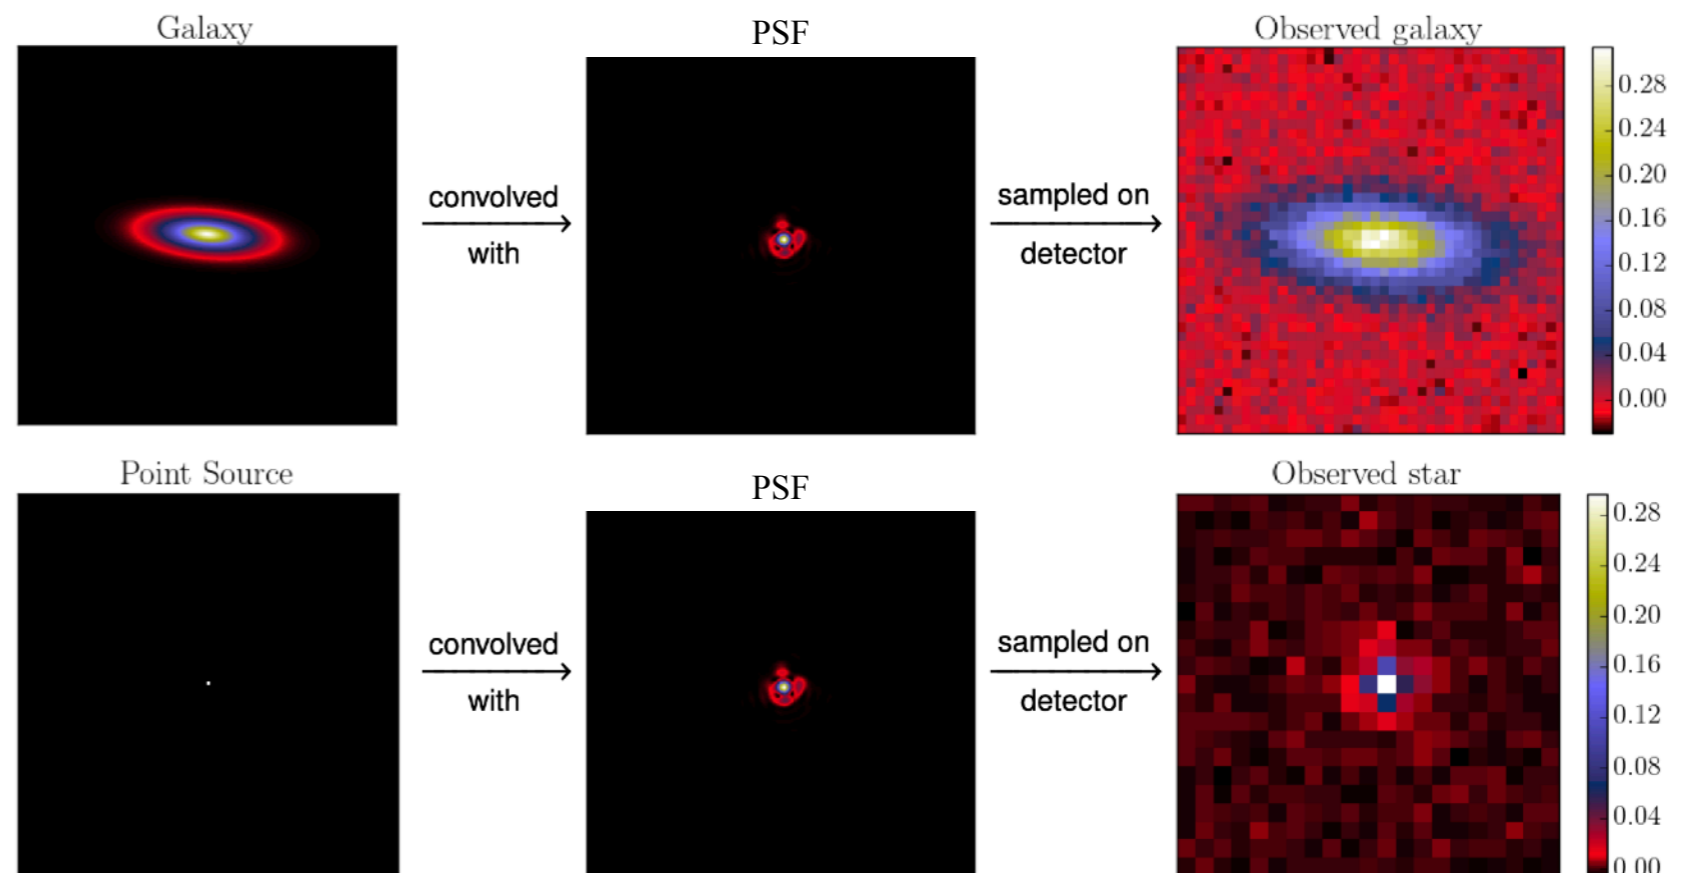 Galaxy
PSF
Observed galaxy
convolved
with
sampled on
detector
0.28
0.24
0.20
0.16
0.12
0.08
0.04
0.00
Point Source
PSF
Observed star
convolved
with
sampled on
detector
0.28
0.24
0.20
0.16
0.12
0.08
0.04
0.00